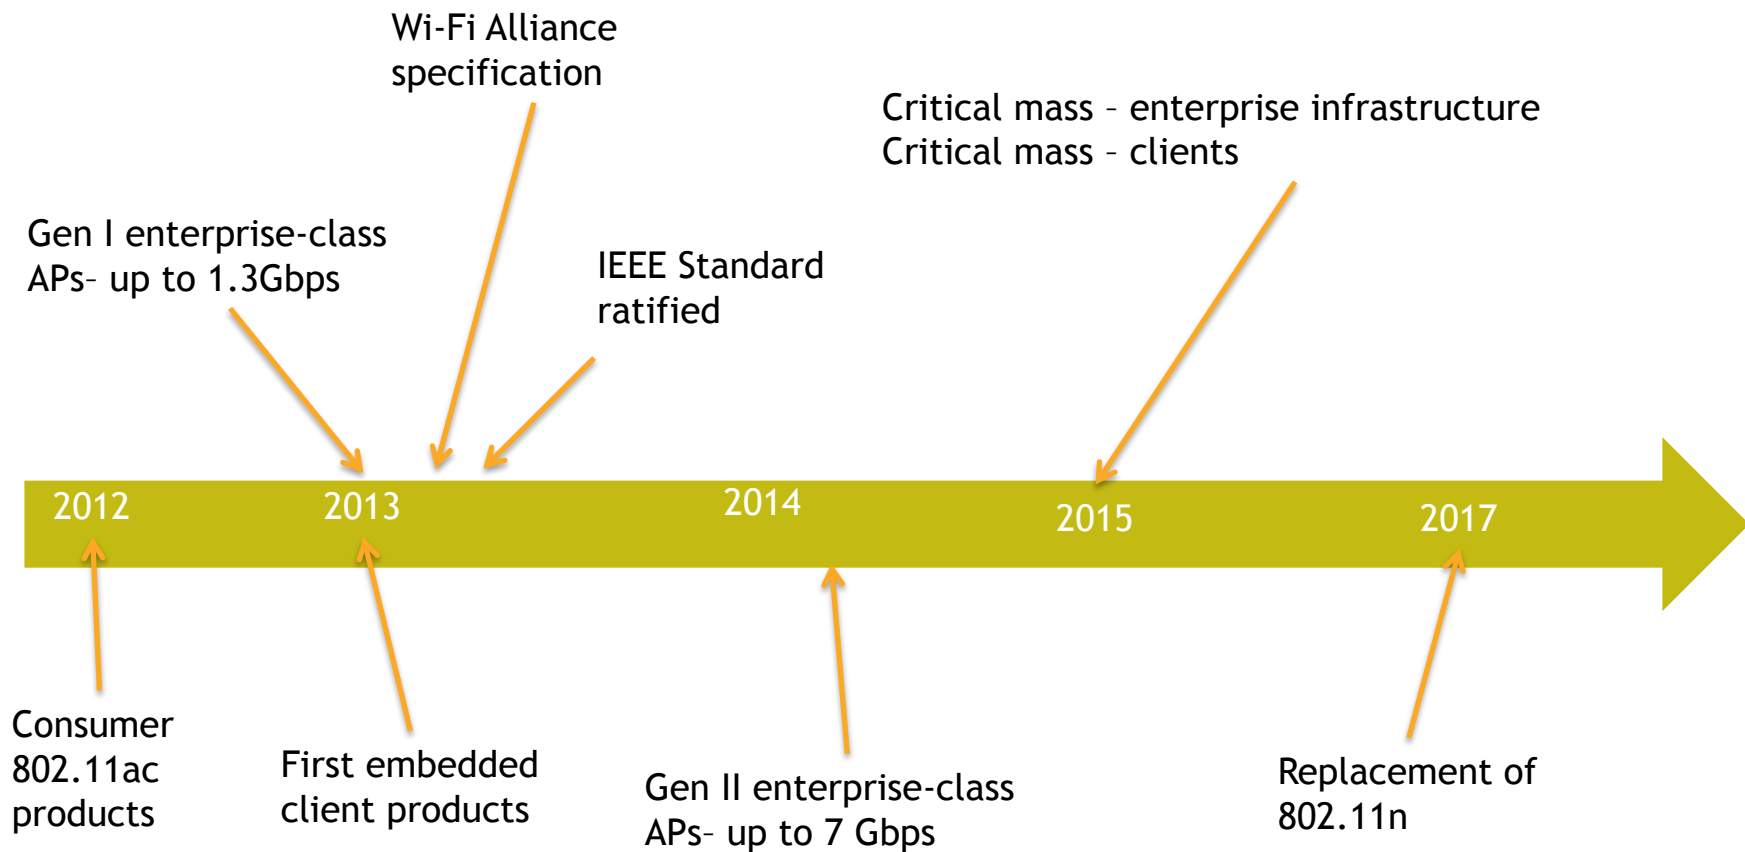 Wi-Fi Alliance
specification
Critical mass – enterprise infrastructure
Critical mass – clients
Gen I enterprise-class
APs- up to 1.3Gbps
IEEE Standard
ratified
2012
2013
2014
2015
2017
Consumer
802.11ac
products
First embedded
client products
Gen II enterprise-class
APs- up to 7 Gbps
Replacement of
802.11n